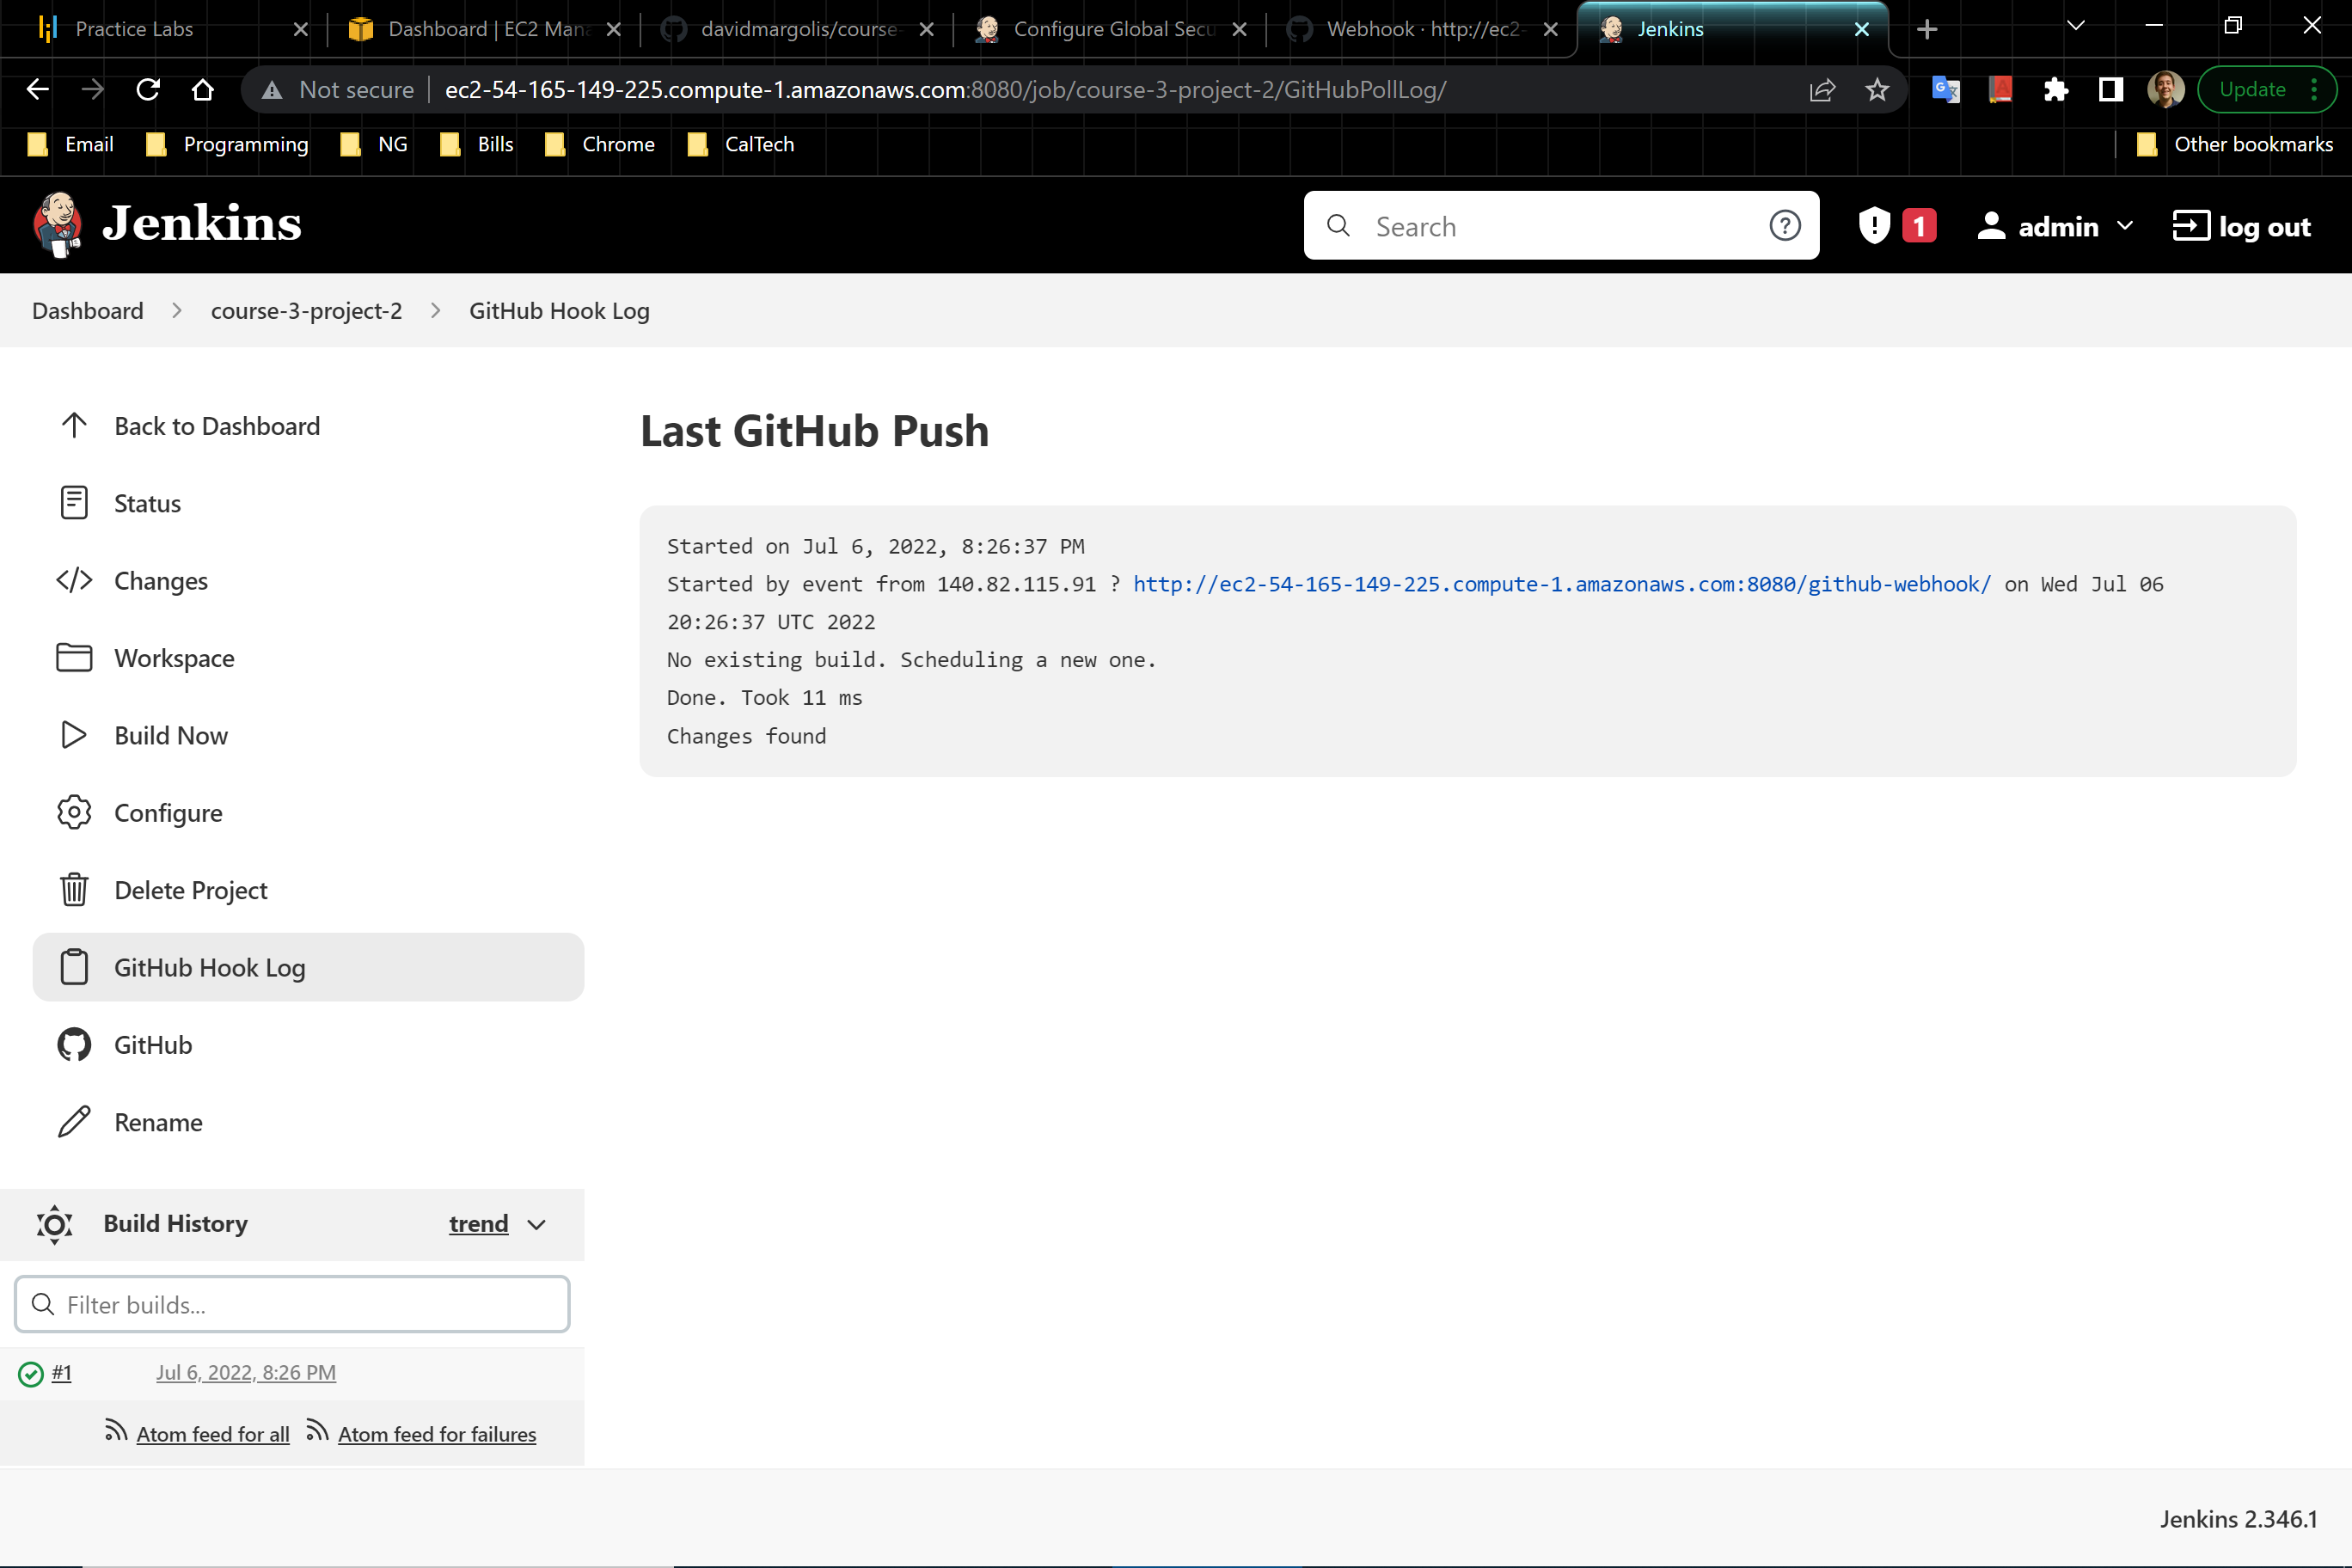 Practice Labs
Dashboard | EC2 Mana
davidmargolis/course-
Configure Global Secu
Webhook · http://ec2-
Jenkins
Not secure
ec2-54-165-149-225.compute-1.amazonaws.com:8080/job/course-3-project-2/GitHubPollLog/
Update
Email
Programming
NG
Bills
Chrome
CalTech
Other bookmarks
Jenkins
Search
1
admin
log out
Dashboard
course-3-project-2
GitHub Hook Log
Back to Dashboard
Status
Changes
Workspace
Build Now
Configure
Delete Project
GitHub Hook Log
GitHub
Rename
Build History
trend
Filter builds...
#1
Jul 6, 2022, 8:26 PM
Atom feed for all
Atom feed for failures
Last GitHub Push
Started on Jul 6, 2022, 8:26:37 PM
Started by event from 140.82.115.91 ? http://ec2-54-165-149-225.compute-1.amazonaws.com:8080/github-webhook/ on Wed Jul 06
20:26:37 UTC 2022
No existing build. Scheduling a new one.
Done. Took 11 ms
Changes found
Jenkins 2.346.1